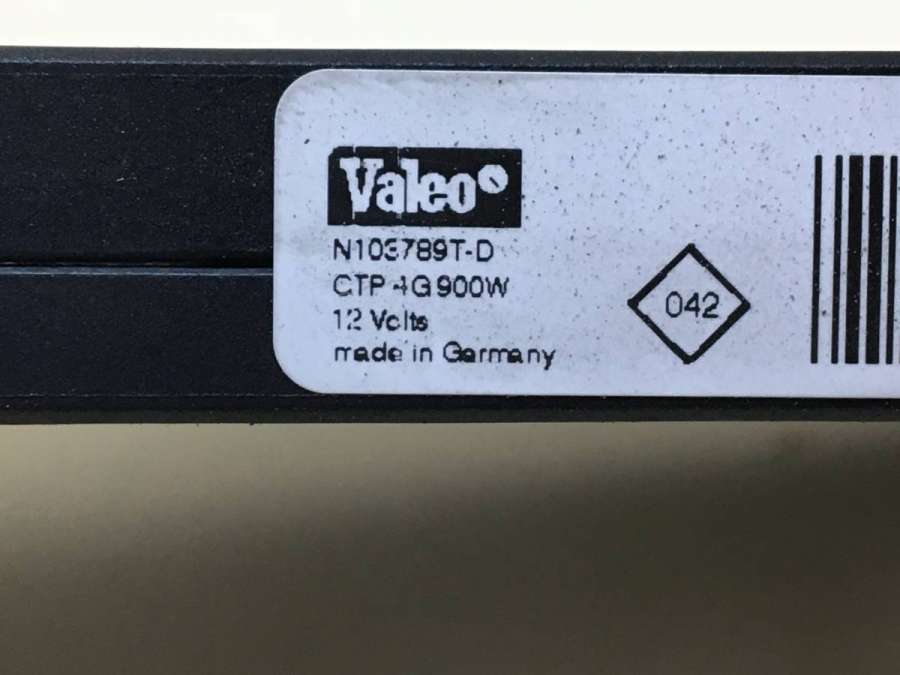 Valeo
N103789T-D
CTP 4G 900W
12 Volts
made in Germany
042